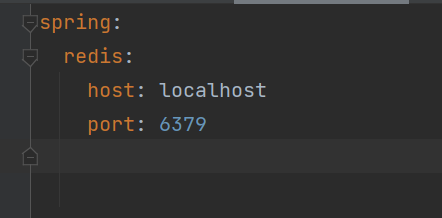 spring:
  redis:
    host: localhost
    port: 6379